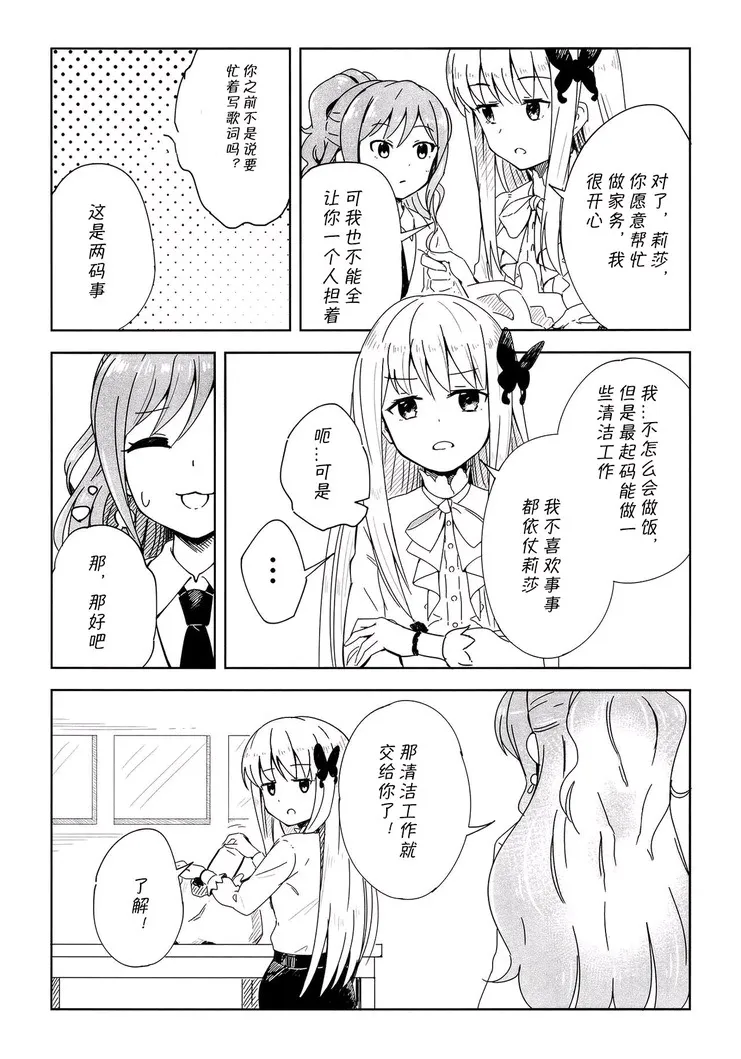 对了，莉莎，
你愿意帮忙
做家务，我
很开心
可我也不能全
让你一个人担着
你之前不是说要
忙着写歌词吗？
这是两码事
我…不怎么会做饭，
但是最起码能做一
些清洁工作
我不喜欢事事
都依仗莉莎
呃…可是
…
那，那好吧
那清洁工作就
交给你了！
了解！